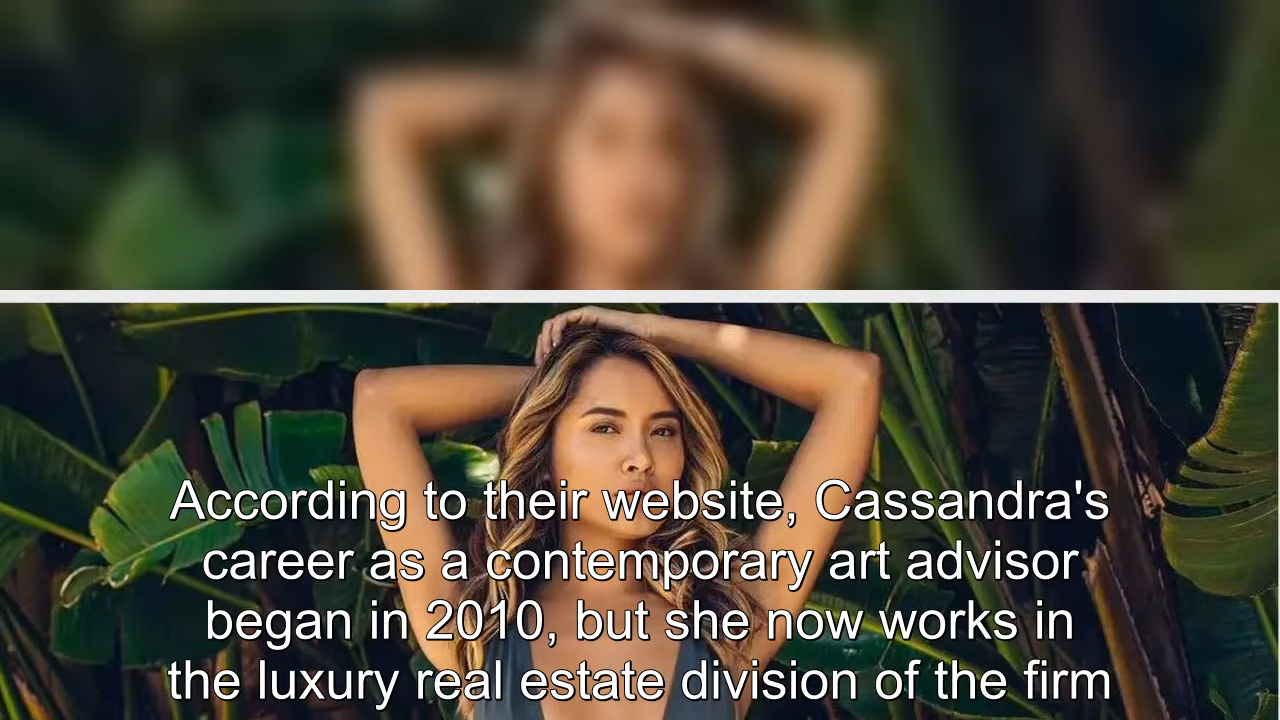 According to their website, Cassandra's
career as a contemporary art advisor
began in 2010, but she now works in
the luxury real estate division of the firm